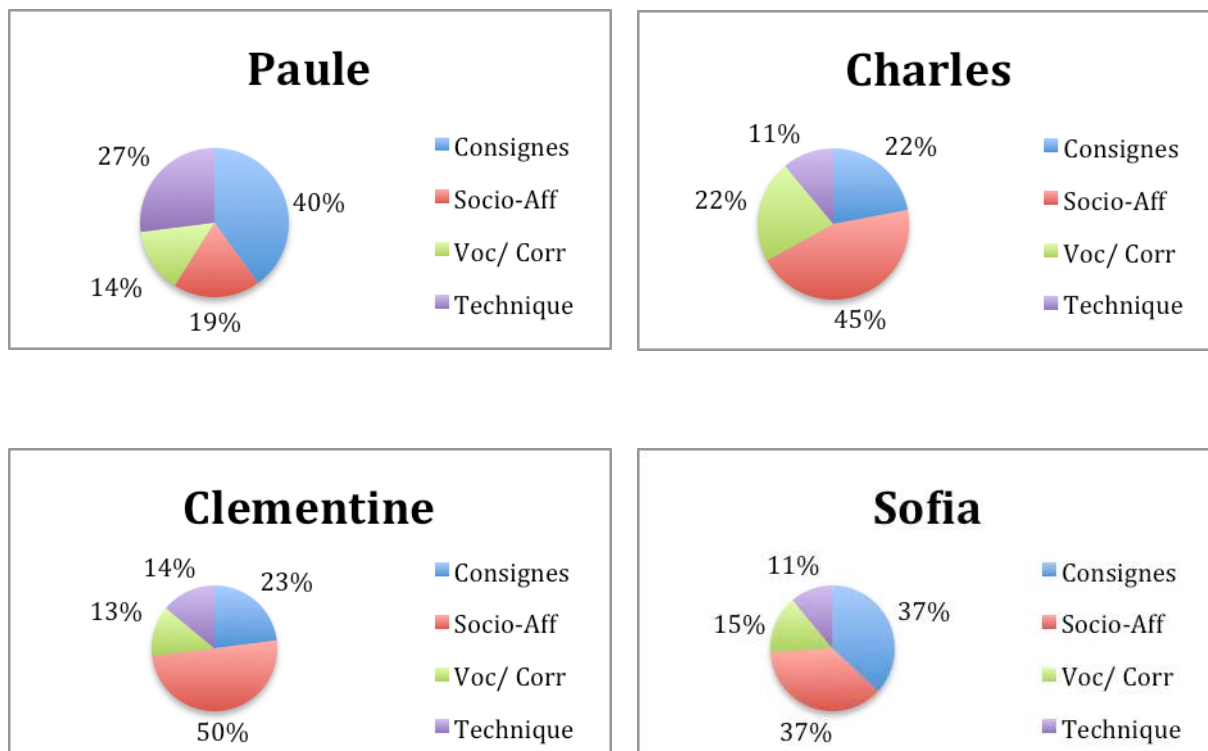 Paule
27%
40%
14%
19%
Consignes
Socio-Aff
Voc/ Corr
Technique
Charles
11%
22%
22%
45%
Consignes
Socio-Aff
Voc/ Corr
Technique
Clementine
14%
23%
13%
50%
Consignes
Socio-Aff
Voc/ Corr
Technique
Sofia
11%
37%
15%
37%
Consignes
Socio-Aff
Voc/ Corr
Technique